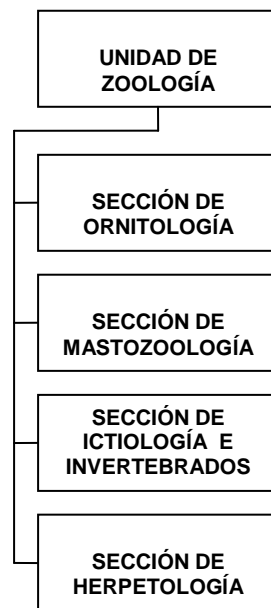 UNIDAD DE
ZOOLOGÍA
SECCIÓN DE
ORNITOLOGÍA
SECCIÓN DE
MASTOZOOLOGÍA
SECCIÓN DE
ICTIOLOGÍA E
INVERTEBRADOS
SECCIÓN DE
HERPETOLOGÍA